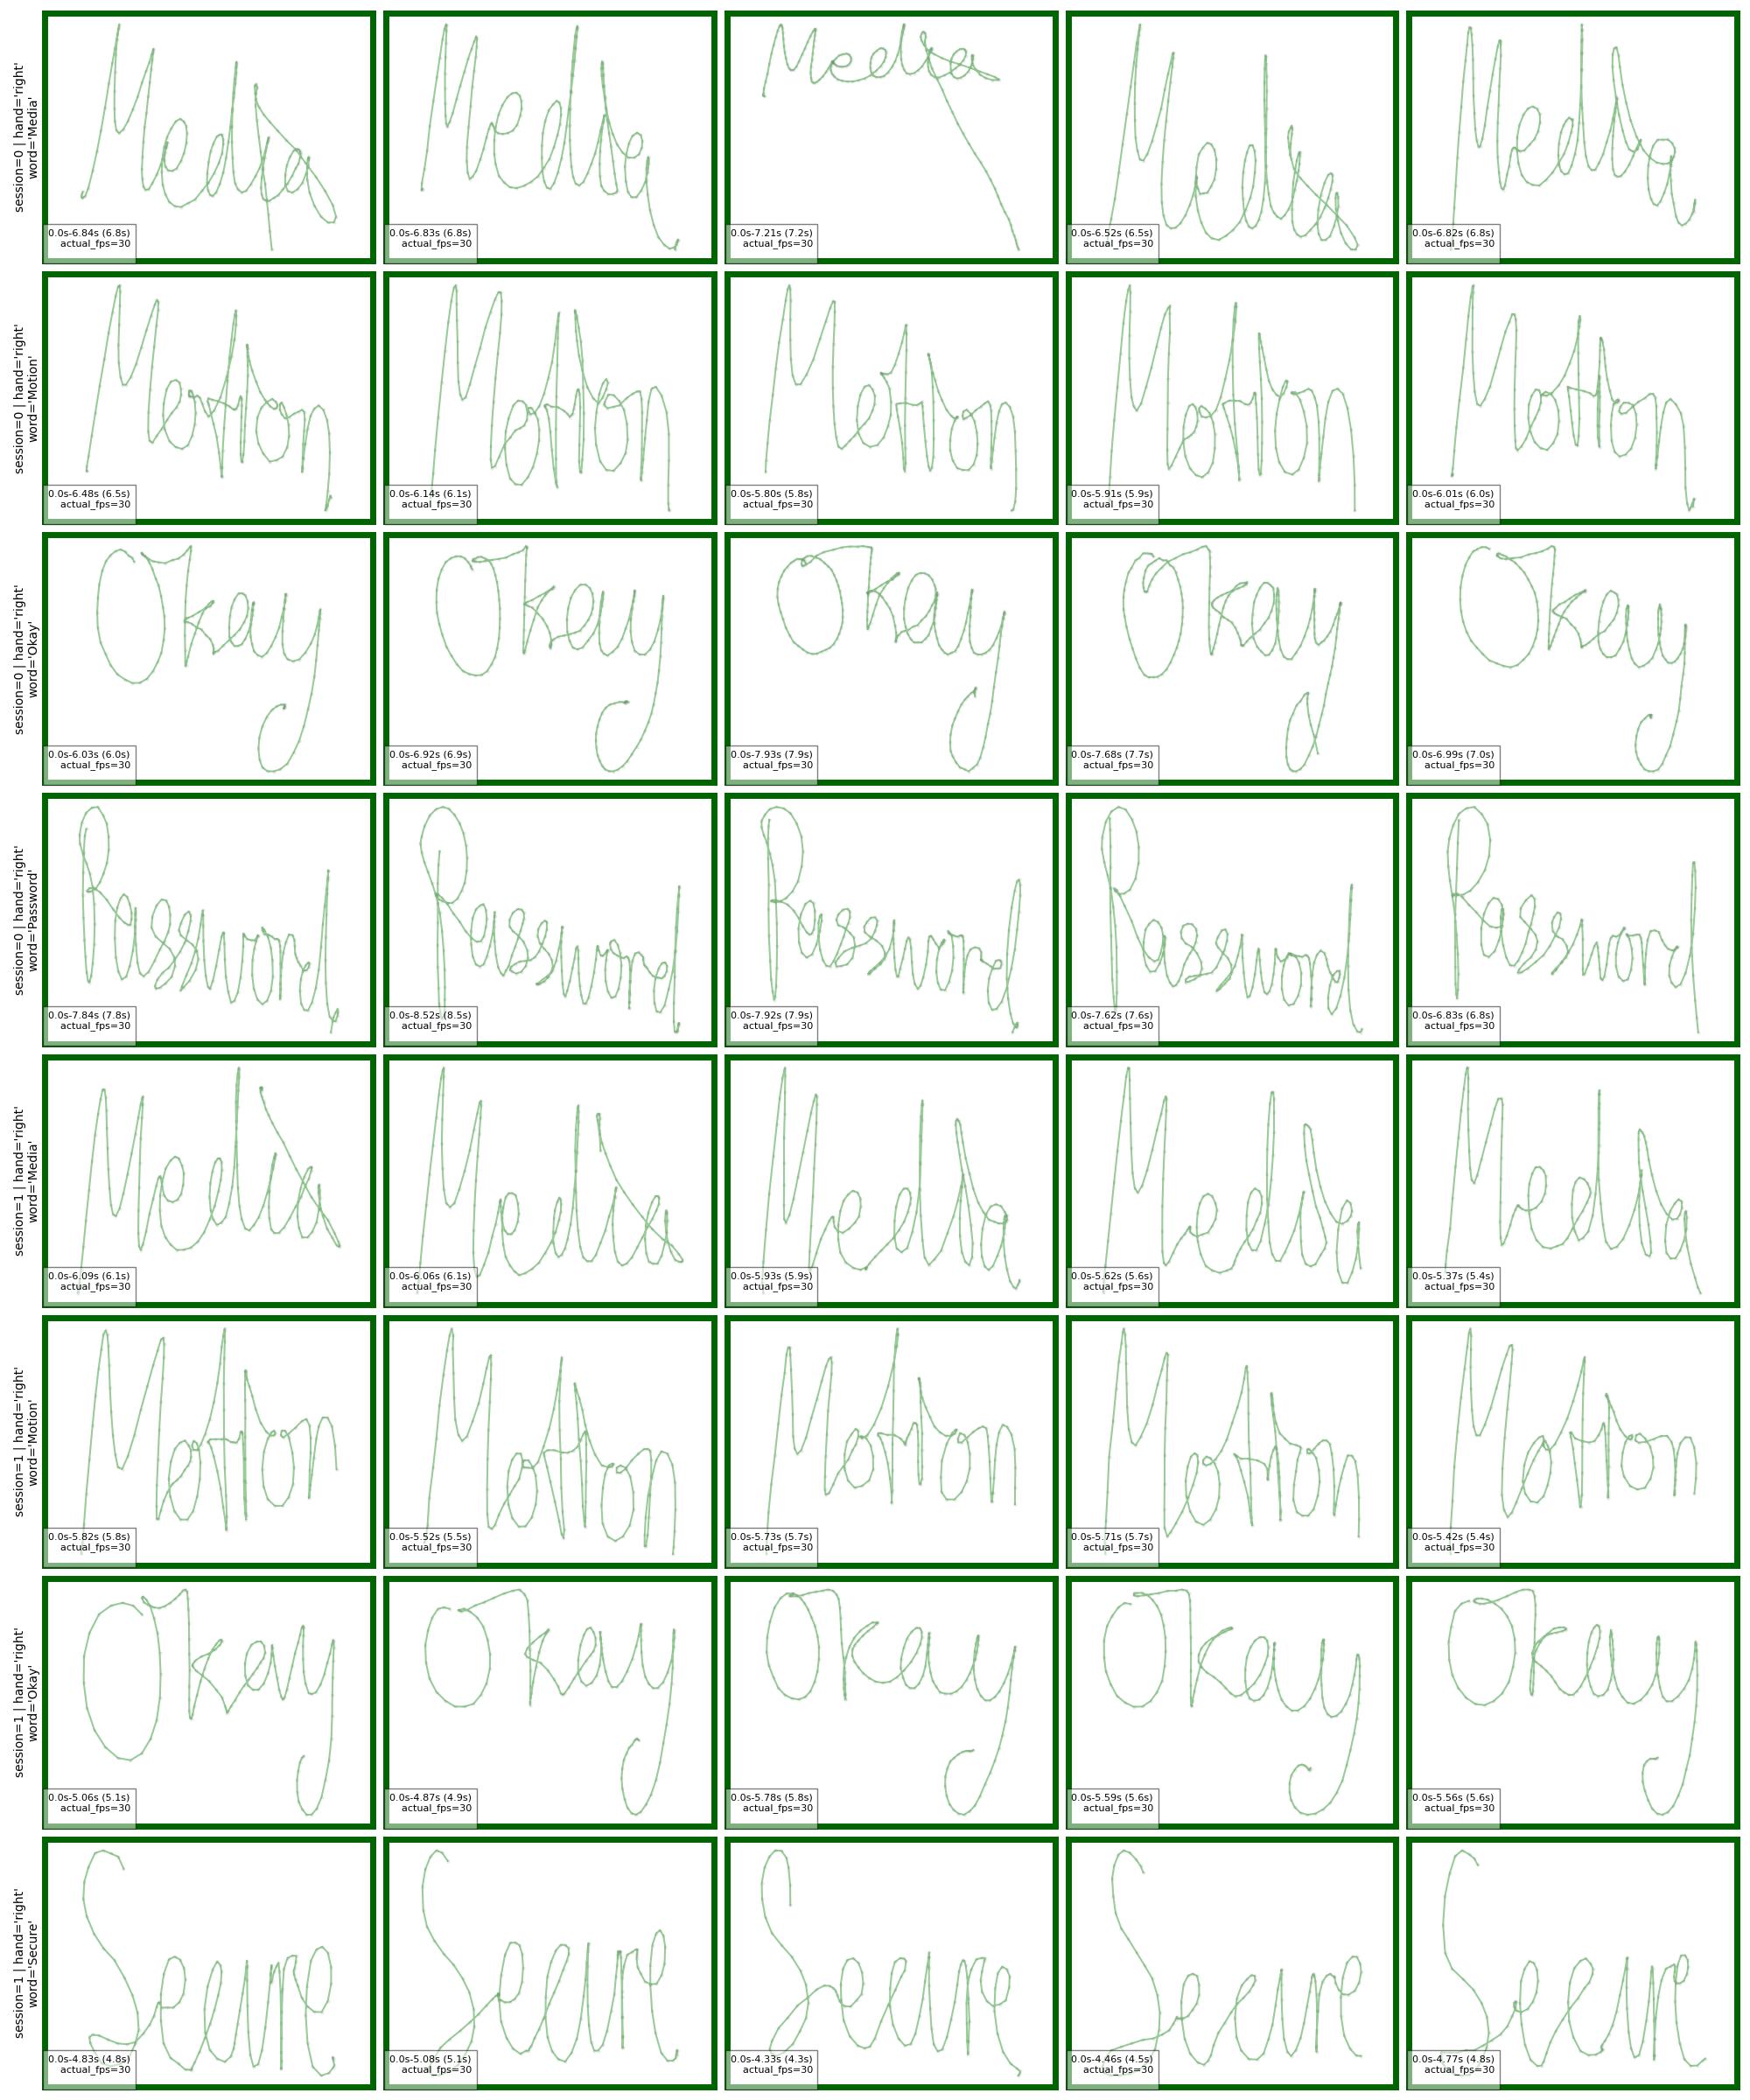 session=0 | hand='right'
word='Media'
Media Media Media Media Media
0.0s-6.84s (6.8s)
actual_fps=30
0.0s-6.83s (6.8s)
actual_fps=30
0.0s-7.21s (7.2s)
actual_fps=30
0.0s-6.52s (6.5s)
actual_fps=30
0.0s-6.82s (6.8s)
actual_fps=30
session=0 | hand='right'
word='Motion'
Motion Motion Motion Motion Motion
0.0s-6.48s (6.5s)
actual_fps=30
0.0s-6.14s (6.1s)
actual_fps=30
0.0s-5.80s (5.8s)
actual_fps=30
0.0s-5.91s (5.9s)
actual_fps=30
0.0s-6.01s (6.0s)
actual_fps=30
session=0 | hand='right'
word='Okay'
Okay Okay Okay Okay Okay
0.0s-6.03s (6.0s)
actual_fps=30
0.0s-6.92s (6.9s)
actual_fps=30
0.0s-7.93s (7.9s)
actual_fps=30
0.0s-7.68s (7.7s)
actual_fps=30
0.0s-6.99s (7.0s)
actual_fps=30
session=0 | hand='right'
word='Password'
Password Password Password Password Password
0.0s-7.84s (7.8s)
actual_fps=30
0.0s-8.52s (8.5s)
actual_fps=30
0.0s-7.92s (7.9s)
actual_fps=30
0.0s-7.62s (7.6s)
actual_fps=30
0.0s-6.83s (6.8s)
actual_fps=30
session=1 | hand='right'
word='Media'
Media Media Media Media Media
0.0s-6.09s (6.1s)
actual_fps=30
0.0s-6.06s (6.1s)
actual_fps=30
0.0s-5.93s (5.9s)
actual_fps=30
0.0s-5.62s (5.6s)
actual_fps=30
0.0s-5.37s (5.4s)
actual_fps=30
session=1 | hand='right'
word='Motion'
Motion Motion Motion Motion Motion
0.0s-5.82s (5.8s)
actual_fps=30
0.0s-5.52s (5.5s)
actual_fps=30
0.0s-5.73s (5.7s)
actual_fps=30
0.0s-5.71s (5.7s)
actual_fps=30
0.0s-5.42s (5.4s)
actual_fps=30
session=1 | hand='right'
word='Okay'
Okay Okay Okay Okay Okay
0.0s-5.06s (5.1s)
actual_fps=30
0.0s-4.87s (4.9s)
actual_fps=30
0.0s-5.78s (5.8s)
actual_fps=30
0.0s-5.59s (5.6s)
actual_fps=30
0.0s-5.56s (5.6s)
actual_fps=30
session=1 | hand='right'
word='Secure'
Secure Secure Secure Secure Secure
0.0s-4.83s (4.8s)
actual_fps=30
0.0s-5.08s (5.1s)
actual_fps=30
0.0s-4.33s (4.3s)
actual_fps=30
0.0s-4.46s (4.5s)
actual_fps=30
0.0s-4.77s (4.8s)
actual_fps=30